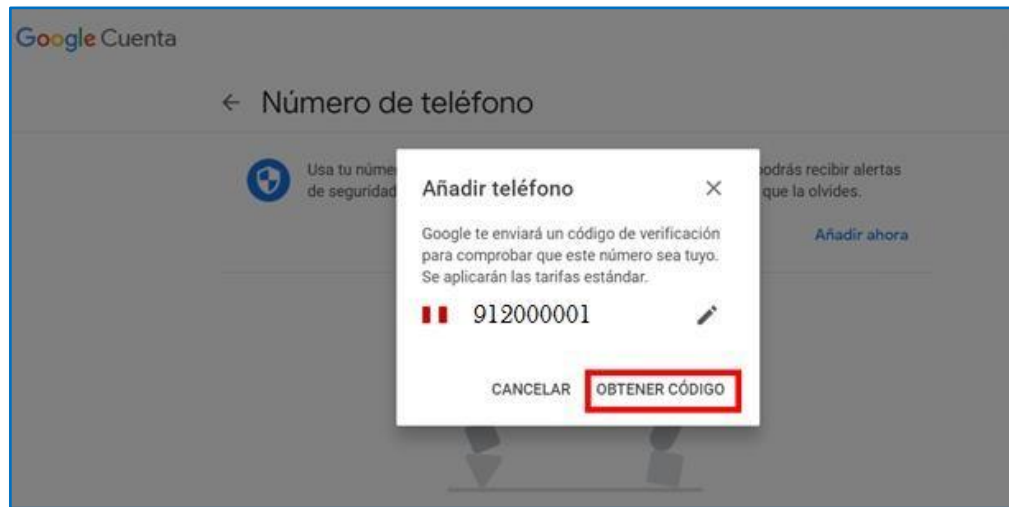 Google Cuenta
← Número de teléfono
Usa tu núme
podrás recibir alertas
de seguridad
que la olvides.
Añadir ahora
Añadir teléfono
Google te enviará un código de verificación
para comprobar que este número sea tuyo.
Se aplicarán las tarifas estándar.
912000001
CANCELAR OBTENER CÓDIGO